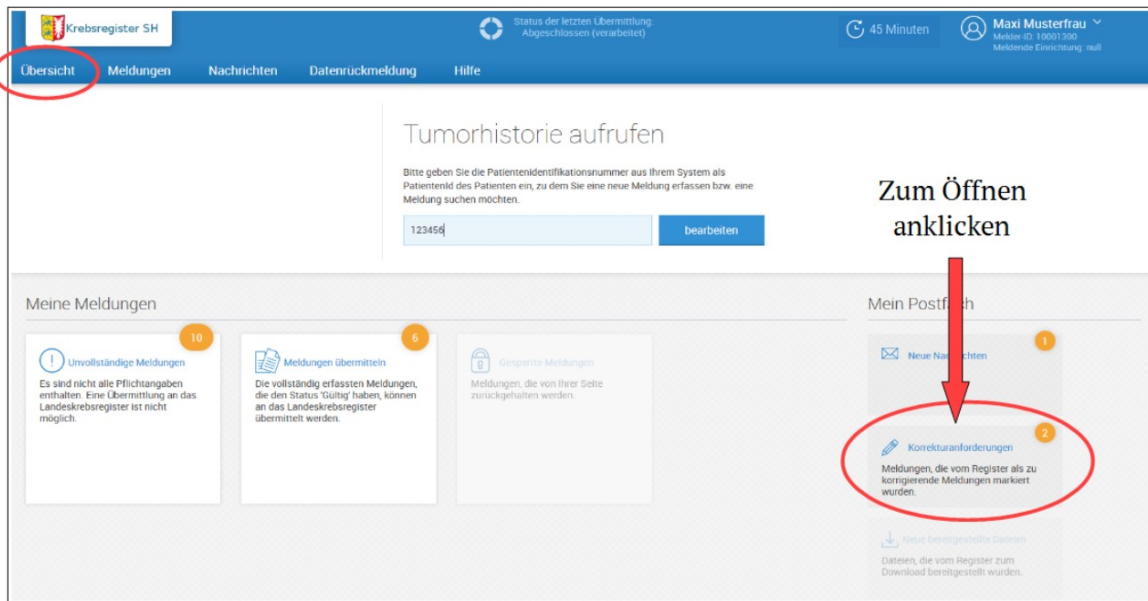 Krebsregister SH
Status der letzten Übermittlung:
Abgeschlossen (verarbeitet)
45 Minuten
Maxi Musterfrau
Melder-ID: 10001300
Meldende Einrichtung: null
Übersicht Meldungen Nachrichten Datenrückmeldung Hilfe
Tumorhistorie aufrufen
Bitte geben Sie die Patientenidentifikationsnummer aus Ihrem System als
PatientenId des Patienten ein, zu dem Sie eine neue Meldung erfassen bzw. eine
Meldung suchen möchten.
123456
bearbeiten
Zum Öffnen
anklicken
Meine Meldungen
10
Unvollständige Meldungen
Es sind nicht alle Pflichtangaben
enthalten. Eine Übermittlung an das
Landeskrebsregister ist nicht
möglich.
6
Meldungen übermitteln
Die vollständig erfassten Meldungen,
die den Status 'Gültig' haben, können
an das Landeskrebsregister
übermittelt werden.
Gesperrte Meldungen
Meldungen, die von Ihrer Seite
zurückgehalten werden.
Mein Postfach
1
Neue Nachrichten
2
Korrekturanforderungen
Meldungen, die vom Register als zu
korrigierende Meldungen markiert
wurden.
Neue bereitgestellte Dateien
Dateien, die vom Register zum
Download bereitgestellt wurden.